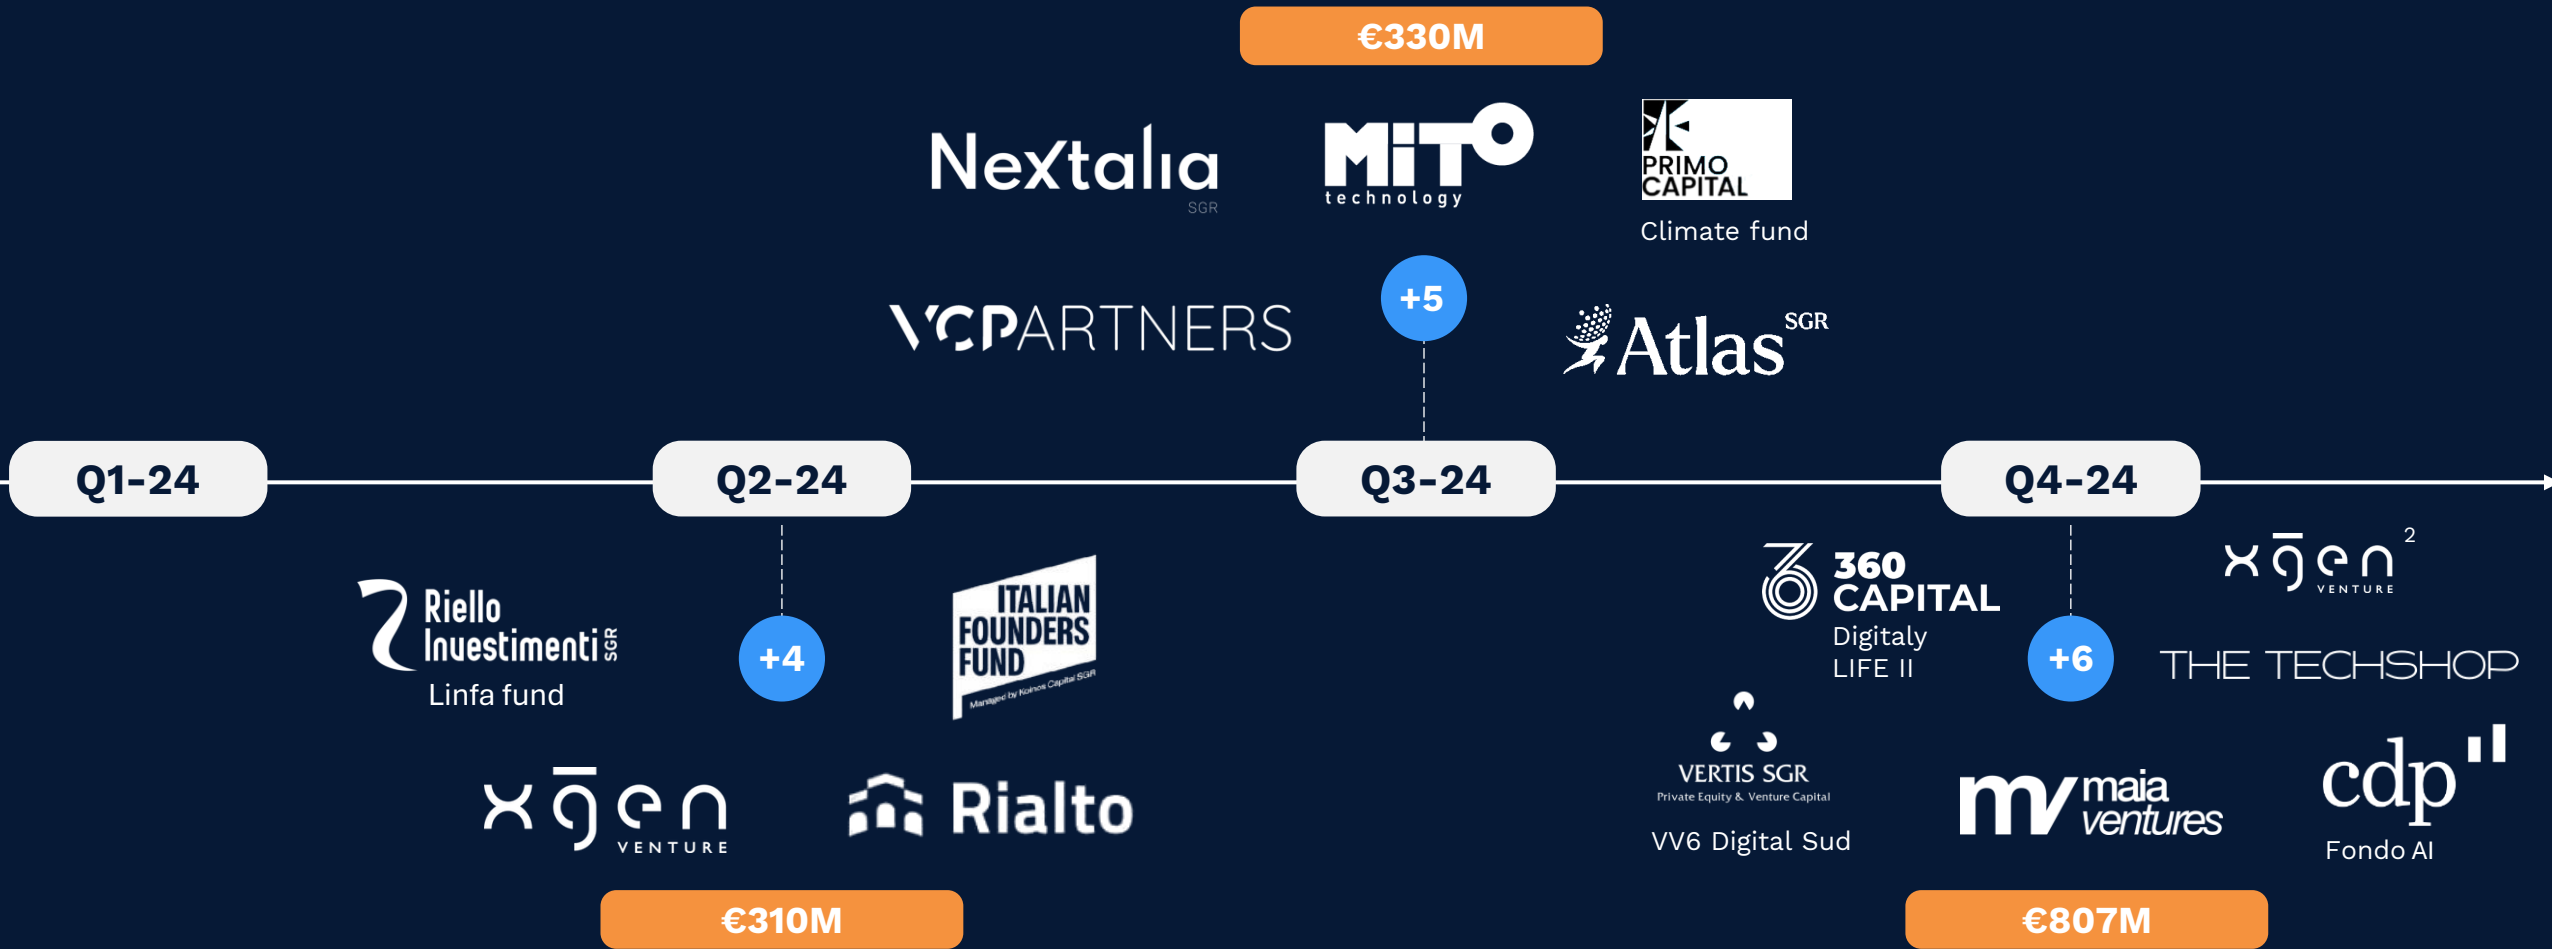 €330M
Nextalia
SGR
MiTO
technology
PRIMO
CAPITAL
Climate fund
VCPARTNERS
+5
Atlas SGR
Q1-24
Q2-24
Q3-24
Q4-24
Riello
Investimenti SGR
Linfa fund
+4
ITALIAN
FOUNDERS
FUND
Managed by Koinos Capital SGR
xgen
VENTURE
Rialto
€310M
360
CAPITAL
Digitaly
LIFE II
+6
xgen 2
VENTURE
THE TECHSHOP
VERTIS SGR
Private Equity & Venture Capital
VV6 Digital Sud
mv maia
ventures
cdp
Fondo AI
€807M